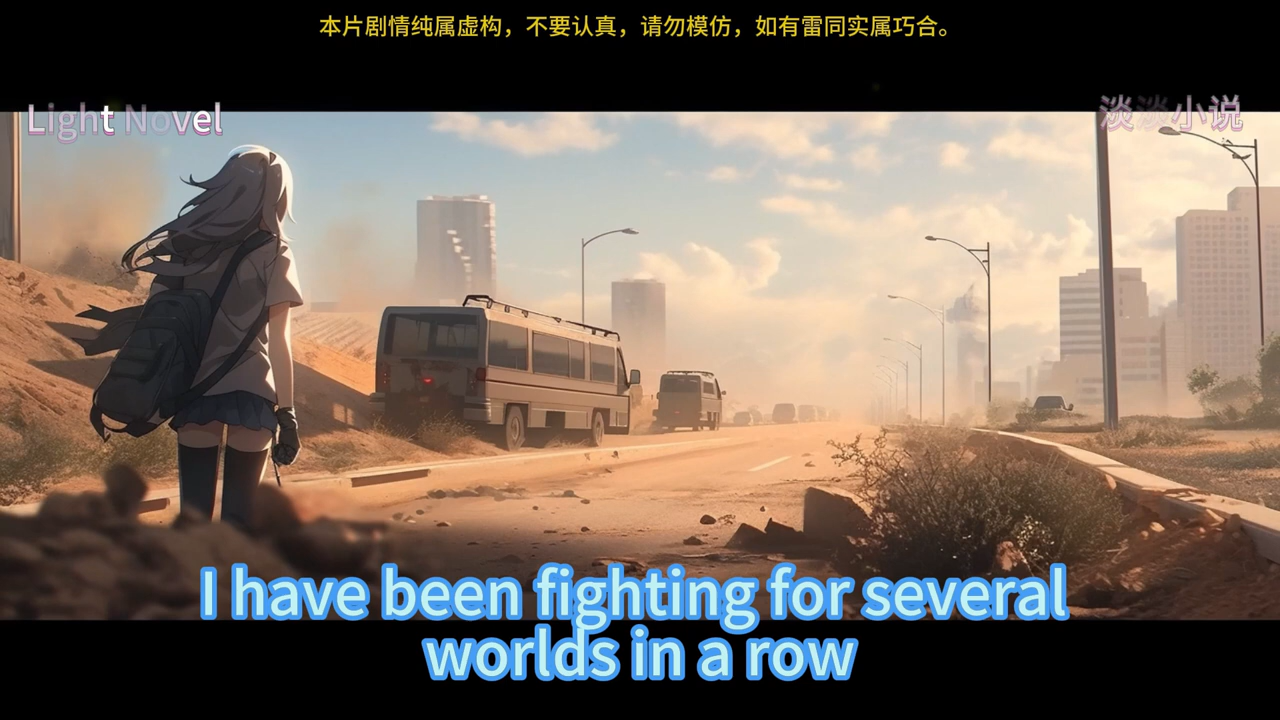 本片剧情纯属虚构，不要认真，请勿模仿，如有雷同实属巧合。
Light Novel
淡淡小说
I have been fighting for several
worlds in a row